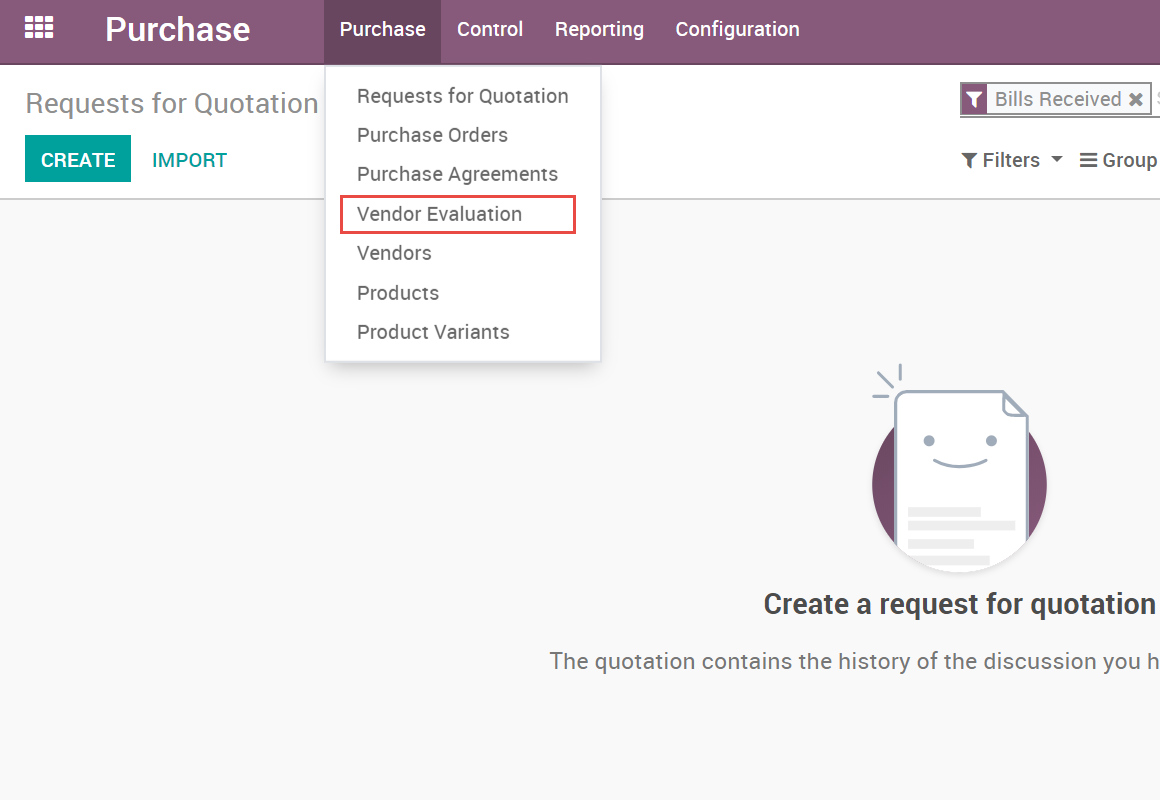 Purchase
Purchase Control Reporting Configuration
Requests for Quotation
Bills Received
CREATE IMPORT
Filters
Group
Requests for Quotation
Purchase Orders
Purchase Agreements
Vendor Evaluation
Vendors
Products
Product Variants
Create a request for quotation
The quotation contains the history of the discussion you h